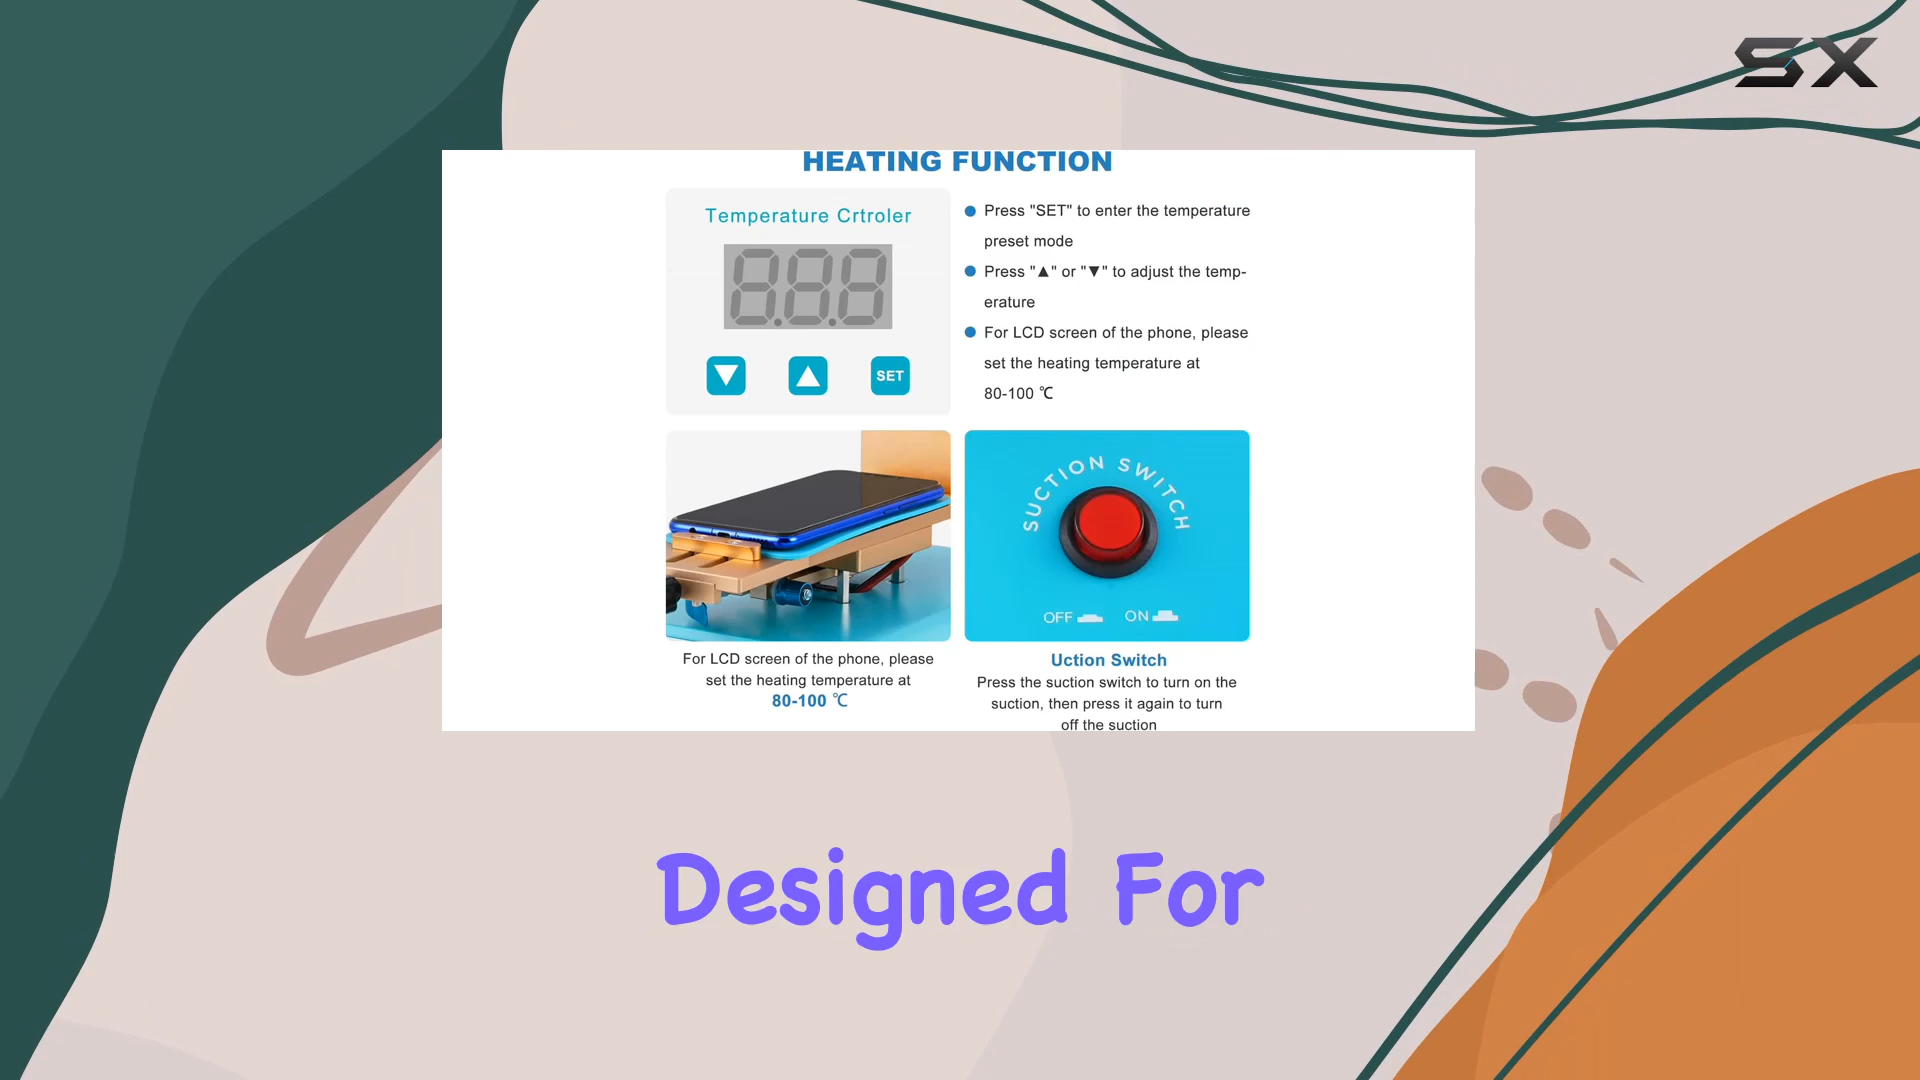 SX
HEATING FUNCTION
Temperature Crtroler
8.8.8
SET
Press "SET" to enter the temperature
preset mode
Press "▲" or "▼" to adjust the temp-
erature
For LCD screen of the phone, please
set the heating temperature at
80-100 ℃
SUCTION SWITCH
OFF ON
For LCD screen of the phone, please
set the heating temperature at
80-100 ℃
Uction Switch
Press the suction switch to turn on the
suction, then press it again to turn
off the suction
Designed For